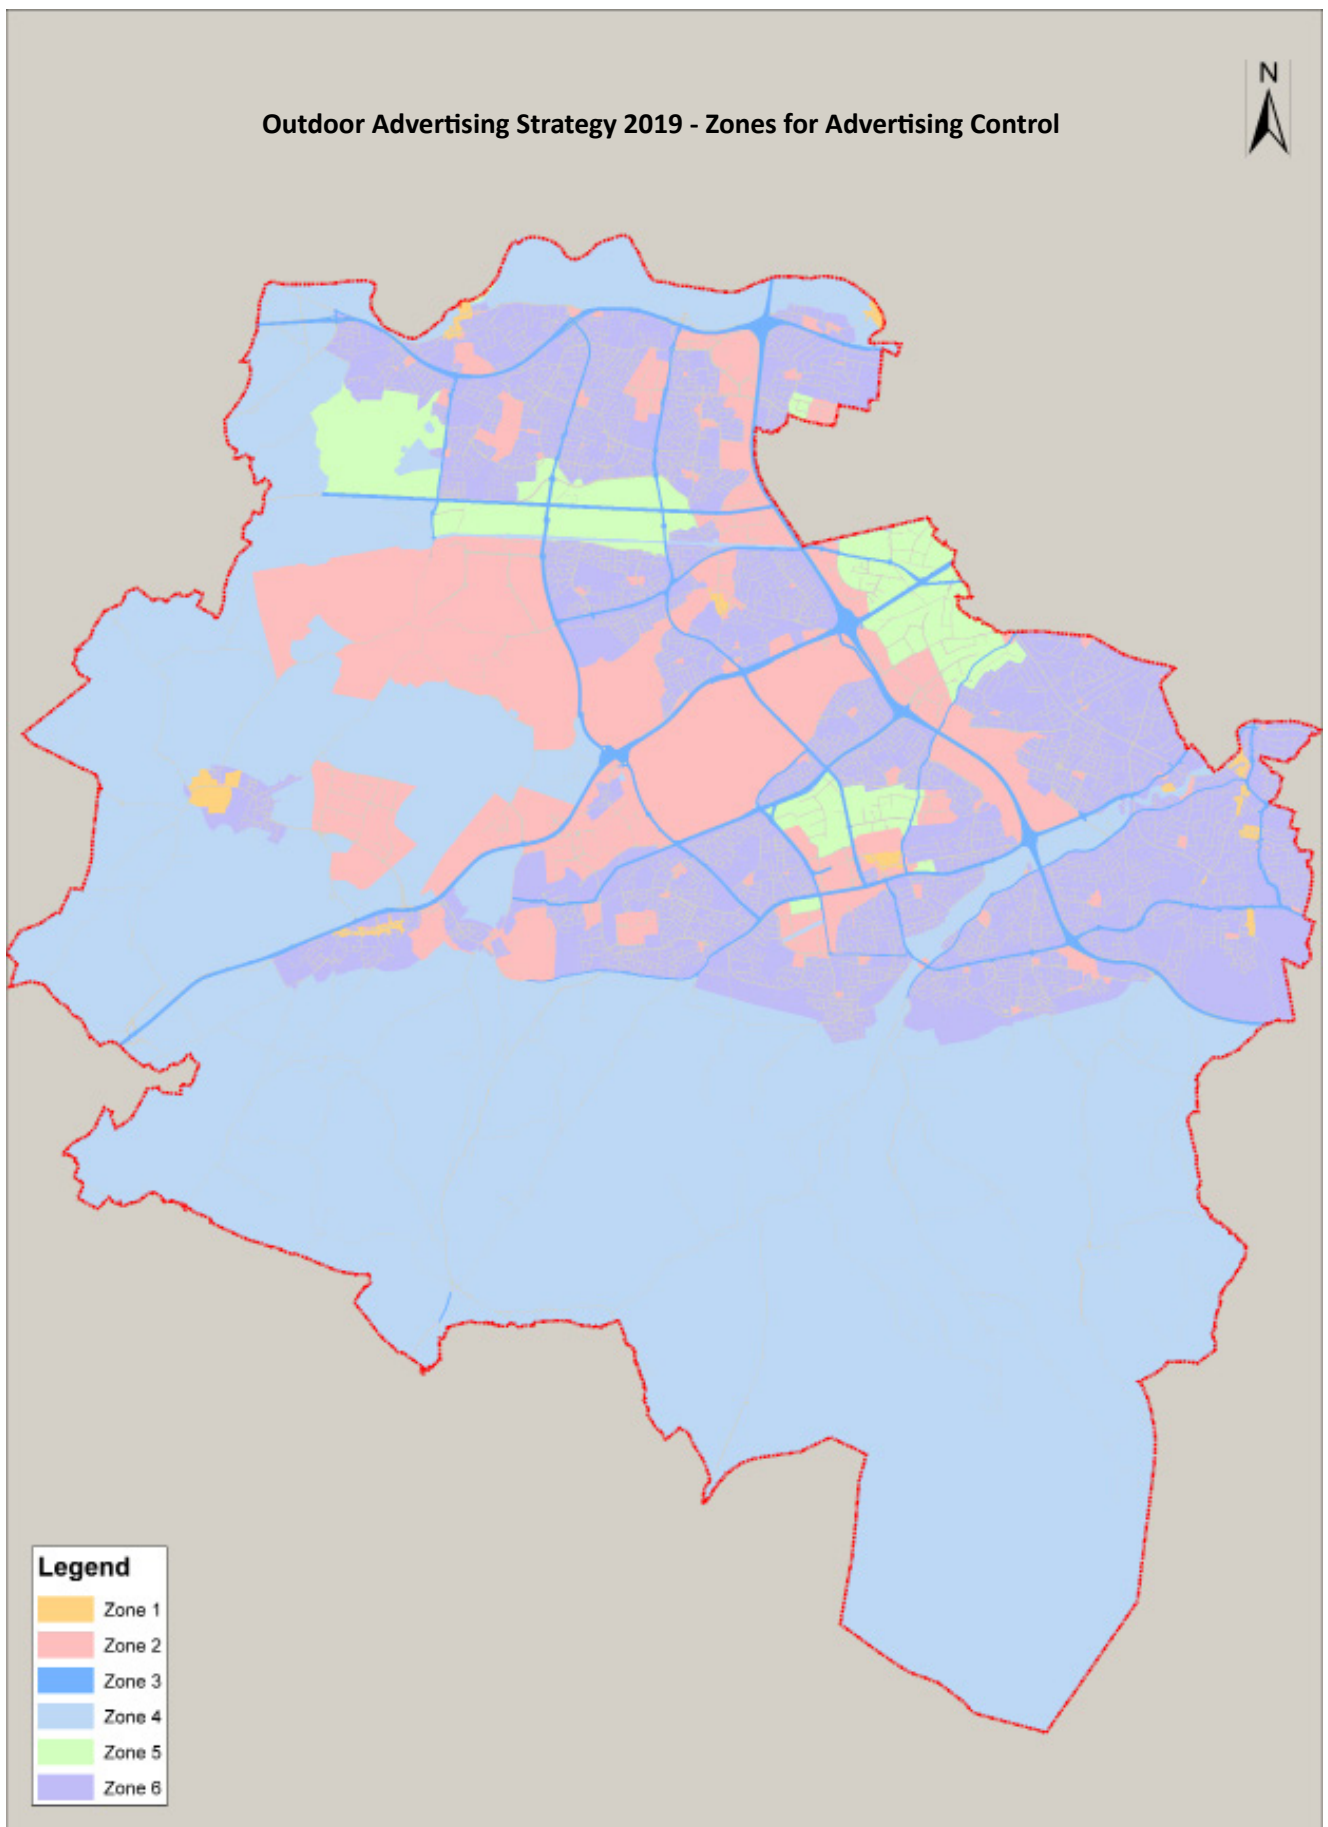 N
Outdoor Advertising Strategy 2019 - Zones for Advertising Control
Legend
Zone 1
Zone 2
Zone 3
Zone 4
Zone 5
Zone 6